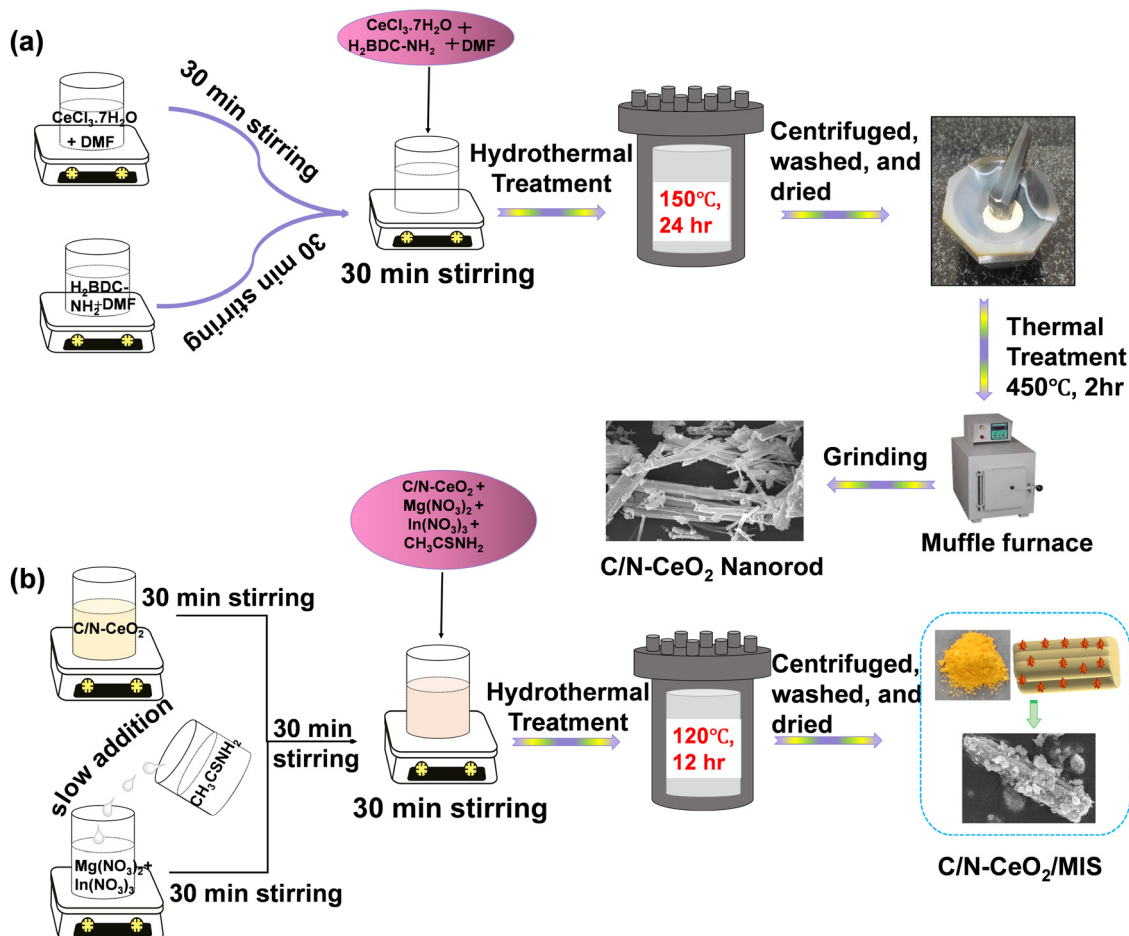 (a)
CeCl₃.7H₂O +
H₂BDC-NH₂ + DMF
CeCl₃.7H₂O
+ DMF
30 min stirring
H₂BDC-
NH₂+DMF
30 min stirring
30 min stirring
Hydrothermal
Treatment
150℃,
24 hr
Centrifuged,
washed, and
dried
Thermal
Treatment
450℃, 2hr
Muffle furnace
Grinding
C/N-CeO₂ Nanorod
(b)
C/N-CeO₂ +
Mg(NO₃)₂ +
In(NO₃)₃ +
CH₃CSNH₂
C/N-CeO₂
30 min stirring
slow addition
CH₃CSNH₂
Mg(NO₃)₂+
In(NO₃)₃
30 min stirring
30 min
stirring
30 min stirring
Hydrothermal
Treatment
120℃,
12 hr
Centrifuged,
washed, and
dried
C/N-CeO₂/MIS